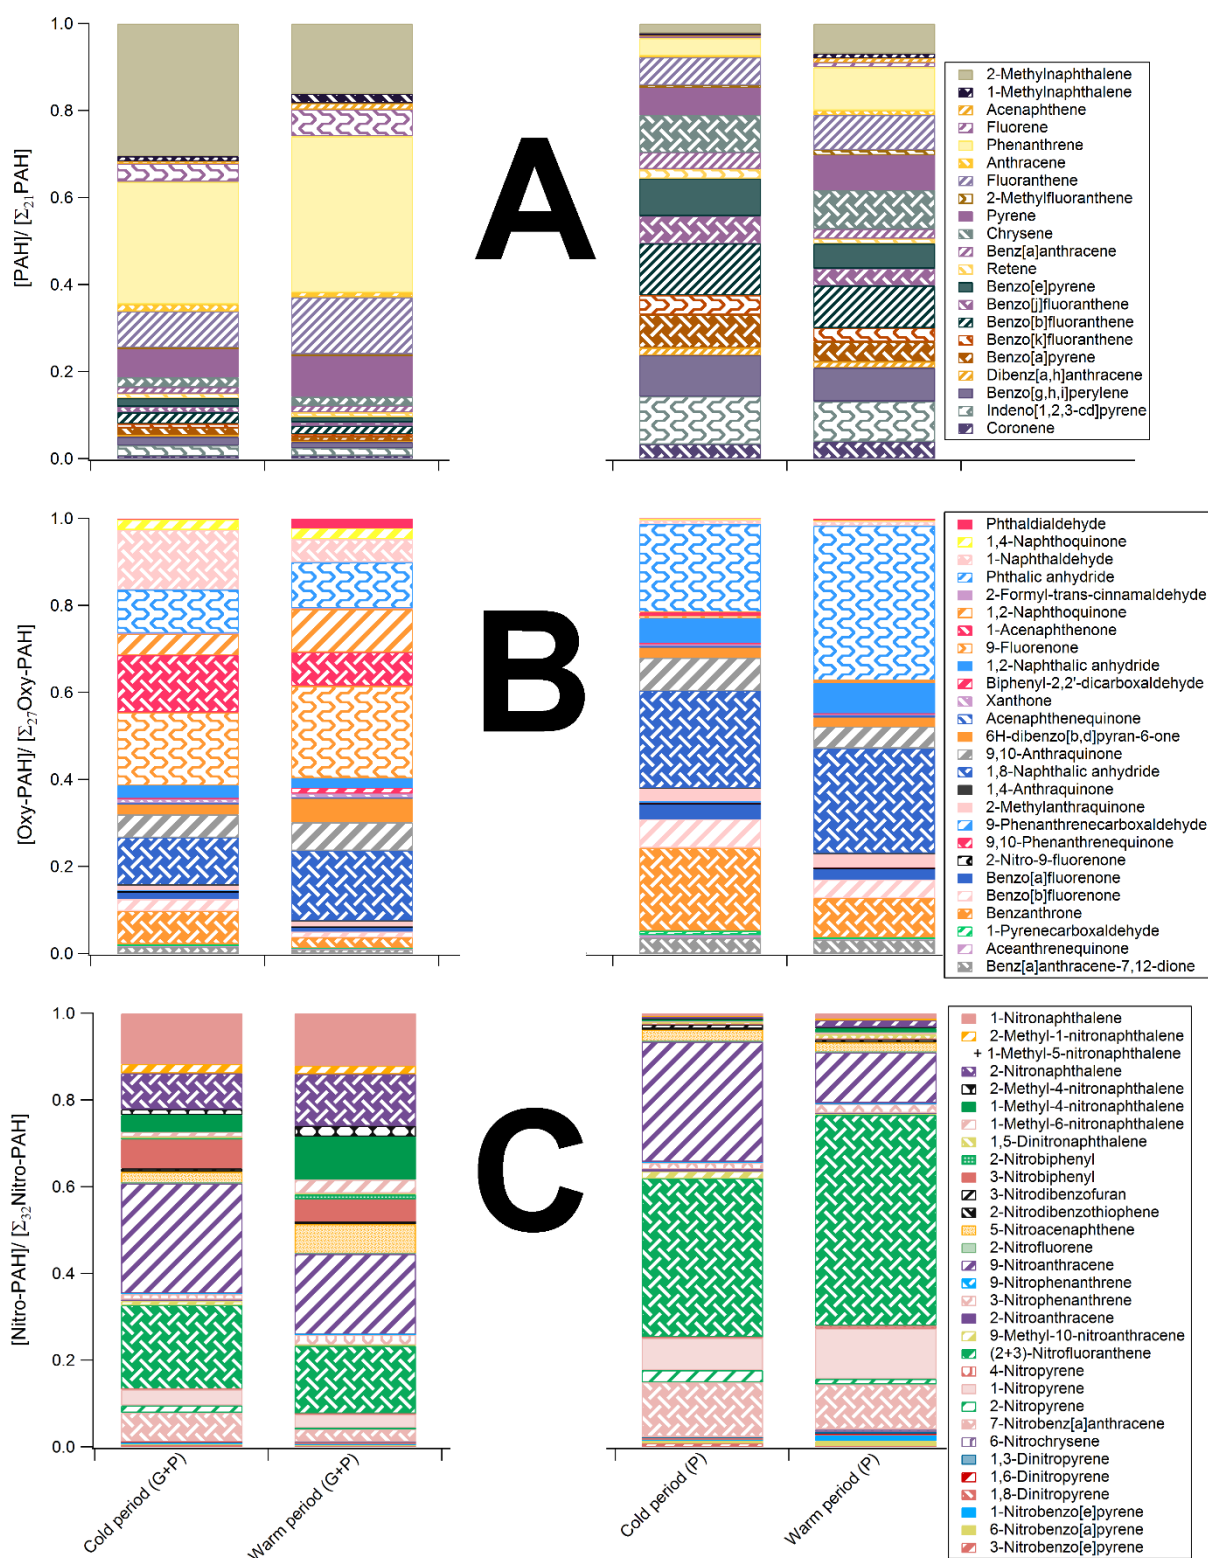 1.0
0.8
0.6
0.4
0.2
0.0
[PAH]/ [Σ21PAH]
A
2-Methylnaphthalene
1-Methylnaphthalene
Acenaphthene
Fluorene
Phenanthrene
Anthracene
Fluoranthene
2-Methylfluoranthene
Pyrene
Chrysene
Benz[a]anthracene
Retene
Benzo[e]pyrene
Benzo[j]fluoranthene
Benzo[b]fluoranthene
Benzo[k]fluoranthene
Benzo[a]pyrene
Dibenz[a,h]anthracene
Benzo[g,h,i]perylene
Indeno[1,2,3-cd]pyrene
Coronene
1.0
0.8
0.6
0.4
0.2
0.0
[Oxy-PAH]/ [Σ27Oxy-PAH]
B
Phthaldialdehyde
1,4-Naphthoquinone
1-Naphthaldehyde
Phthalic anhydride
2-Formyl-trans-cinnamaldehyde
1,2-Naphthoquinone
1-Acenaphthenone
9-Fluorenone
1,2-Naphthalic anhydride
Biphenyl-2,2'-dicarboxaldehyde
Xanthone
Acenaphthenequinone
6H-dibenzo[b,d]pyran-6-one
9,10-Anthraquinone
1,8-Naphthalic anhydride
1,4-Anthraquinone
2-Methylanthraquinone
9-Phenanthrenecarboxaldehyde
9,10-Phenanthrenequinone
2-Nitro-9-fluorenone
Benzo[a]fluorenone
Benzo[b]fluorenone
Benzanthrone
1-Pyrenecarboxaldehyde
Aceanthrenequinone
Benz[a]anthracene-7,12-dione
1.0
0.8
0.6
0.4
0.2
0.0
[Nitro-PAH]/ [Σ32Nitro-PAH]
C
1-Nitronaphthalene
2-Methyl-1-nitronaphthalene
+ 1-Methyl-5-nitronaphthalene
2-Nitronaphthalene
2-Methyl-4-nitronaphthalene
1-Methyl-4-nitronaphthalene
1-Methyl-6-nitronaphthalene
1,5-Dinitronaphthalene
2-Nitrobiphenyl
3-Nitrobiphenyl
3-Nitrodibenzofuran
2-Nitrodibenzothiophene
5-Nitroacenaphthene
2-Nitrofluorene
9-Nitroanthracene
9-Nitrophenanthrene
3-Nitrophenanthrene
2-Nitroanthracene
9-Methyl-10-nitroanthracene
(2+3)-Nitrofluoranthene
4-Nitropyrene
1-Nitropyrene
2-Nitropyrene
7-Nitrobenz[a]anthracene
6-Nitrochrysene
1,3-Dinitropyrene
1,6-Dinitropyrene
1,8-Dinitropyrene
1-Nitrobenzo[e]pyrene
6-Nitrobenzo[a]pyrene
3-Nitrobenzo[e]pyrene
Cold period (G+P)
Warm period (G+P)
Cold period (P)
Warm period (P)